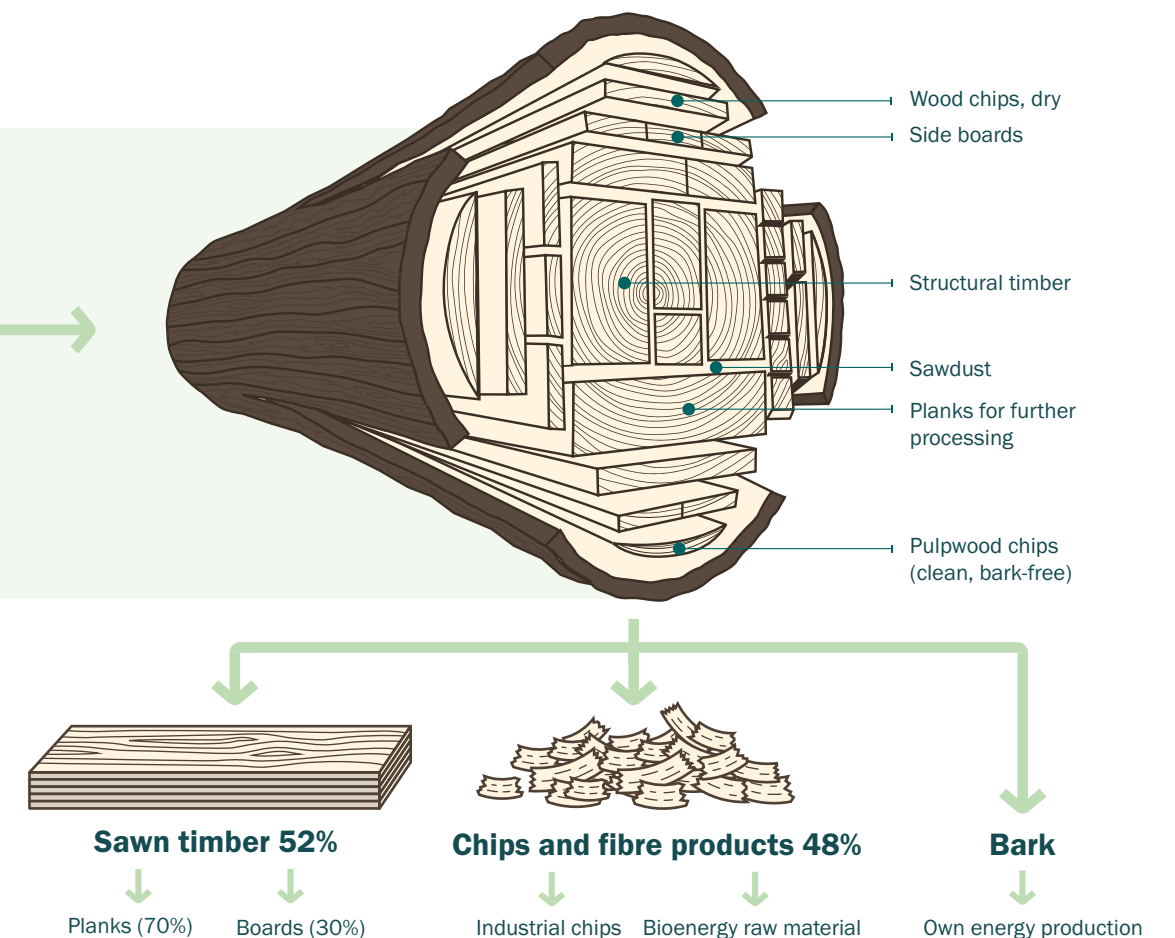 Wood chips, dry
Side boards
Structural timber
Sawdust
Planks for further
processing
Pulpwood chips
(clean, bark-free)
Sawn timber 52%
Chips and fibre products 48%
Bark
Planks (70%)
Boards (30%)
Industrial chips
Bioenergy raw material
Own energy production